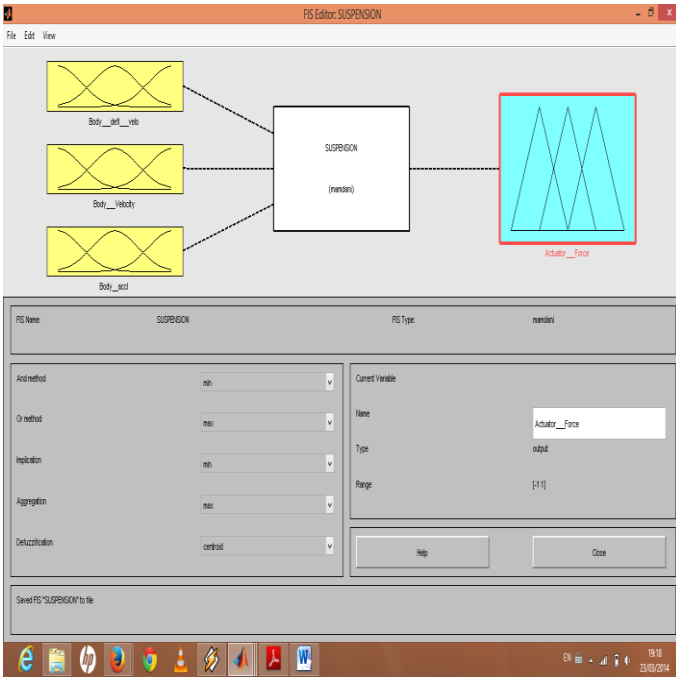 FIS Editor: SUSPENSION
File Edit View
Body__defl__velo
Body__Velocity
Body__accl
SUSPENSION
(mamdani)
Actuator__Force
FIS Name: SUSPENSION FIS Type: mamdani
And method min
Or method max
Implication min
Aggregation max
Defuzzification centroid
Current Variable
Name Actuator__Force
Type output
Range [-1 1]
Help Close
Saved FIS "SUSPENSION" to file
EN 19:18
23/03/2014